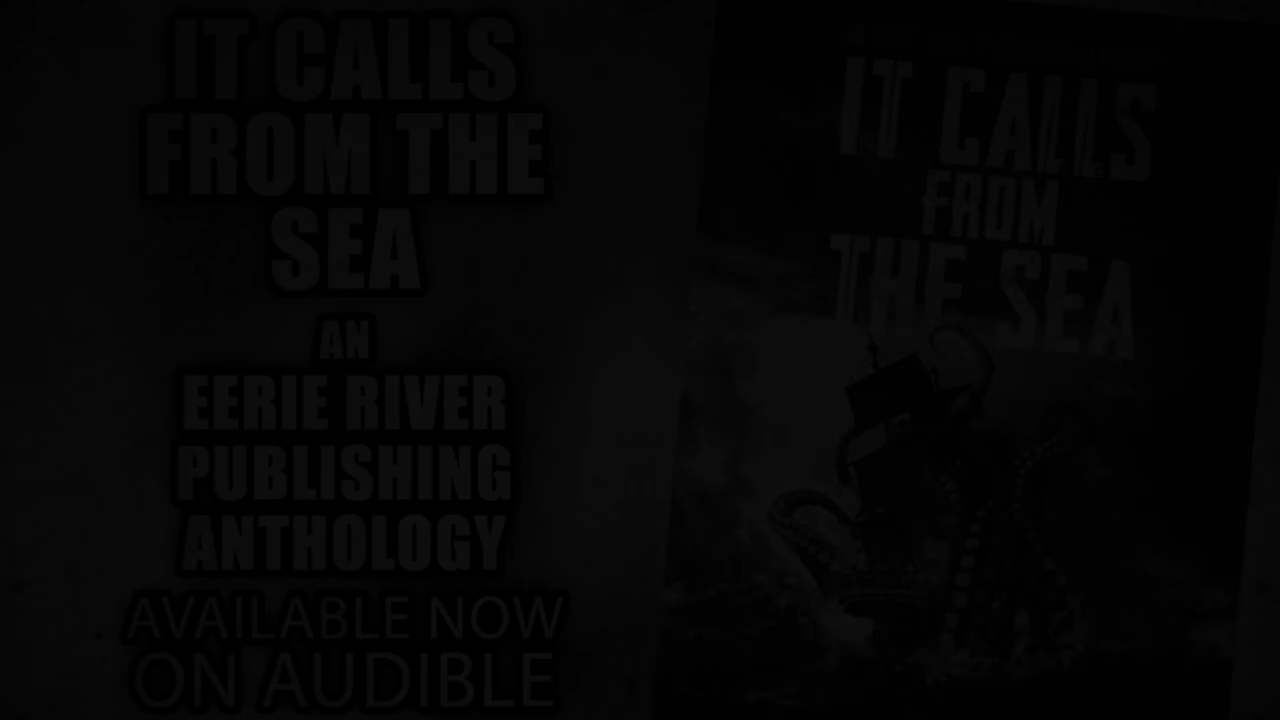 IT CALLS
FROM THE
SEA
AN
EERIE RIVER
PUBLISHING
ANTHOLOGY
AVAILABLE NOW
ON AUDIBLE
IT CALLS
FROM
THE SEA